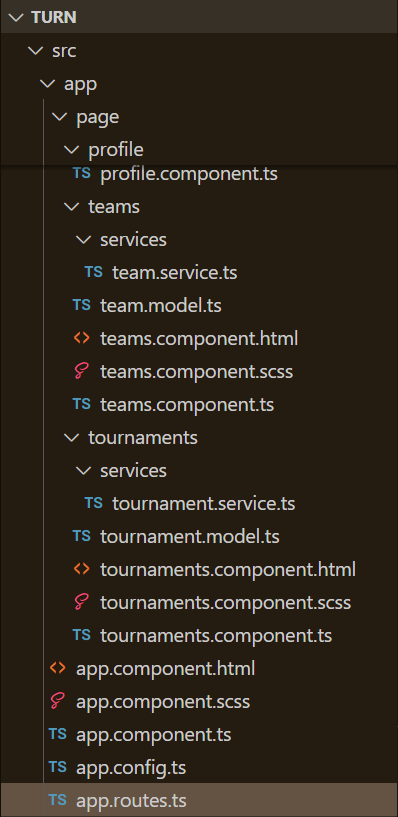 TURN
src
app
page
profile
TS profile.component.ts
teams
services
TS team.service.ts
TS team.model.ts
<> teams.component.html
teams.component.scss
TS teams.component.ts
tournaments
services
TS tournament.service.ts
TS tournament.model.ts
<> tournaments.component.html
tournaments.component.scss
TS tournaments.component.ts
<> app.component.html
app.component.scss
TS app.component.ts
TS app.config.ts
TS app.routes.ts